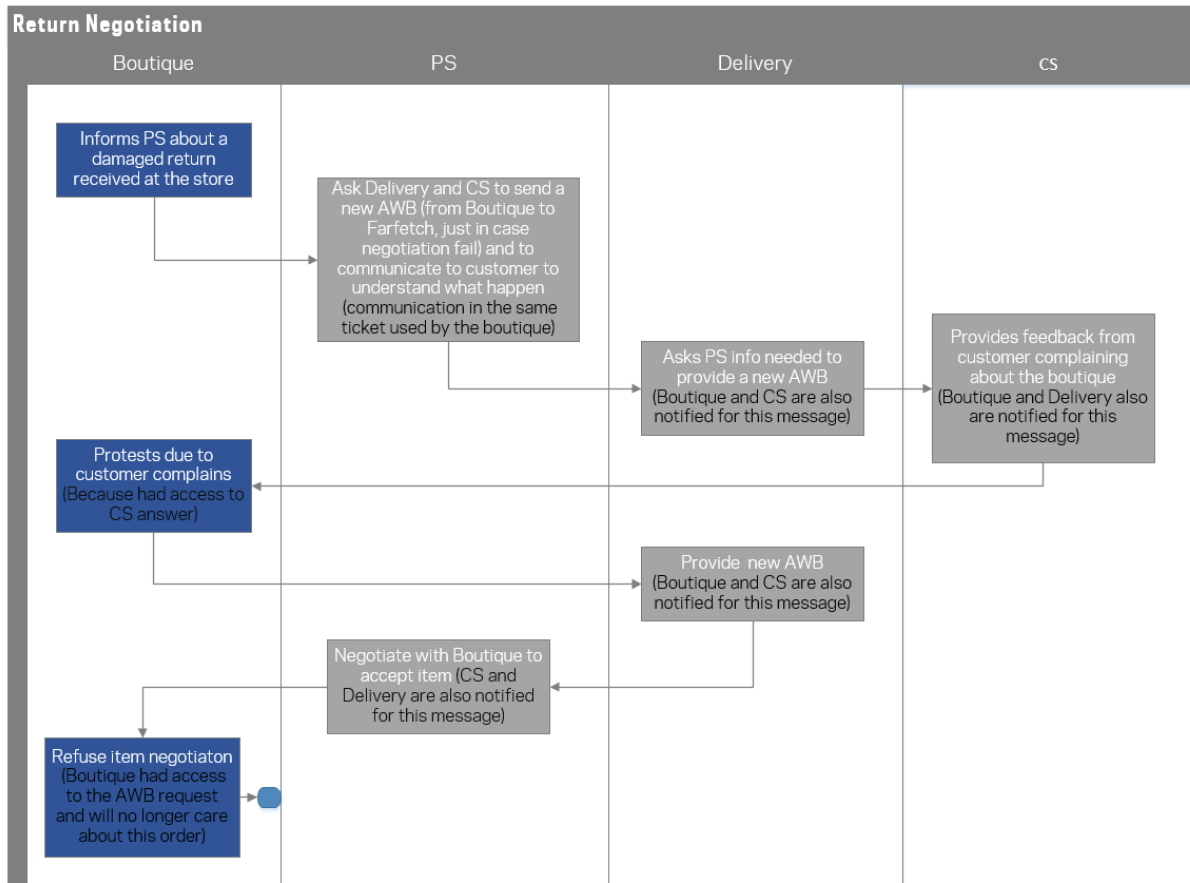 Return Negotiation
Boutique
PS
Delivery
CS
Informs PS about a
damaged return
received at the store
Ask Delivery and CS to send a
new AWB (from Boutique to
Farfetch, just in case
negotiation fail) and to
communicate to customer to
understand what happen
(communication in the same
ticket used by the boutique)
Asks PS info needed to
provide a new AWB
(Boutique and CS are also
notified for this message)
Provides feedback from
customer complaining
about the boutique
(Boutique and Delivery also
are notified for this
message)
Protests due to
customer complains
(Because had access to
CS answer)
Provide new AWB
(Boutique and CS are also
notified for this message)
Negotiate with Boutique to
accept item (CS and
Delivery are also notified
for this message)
Refuse item negotiaton
(Boutique had access
to the AWB request
and will no longer care
about this order)